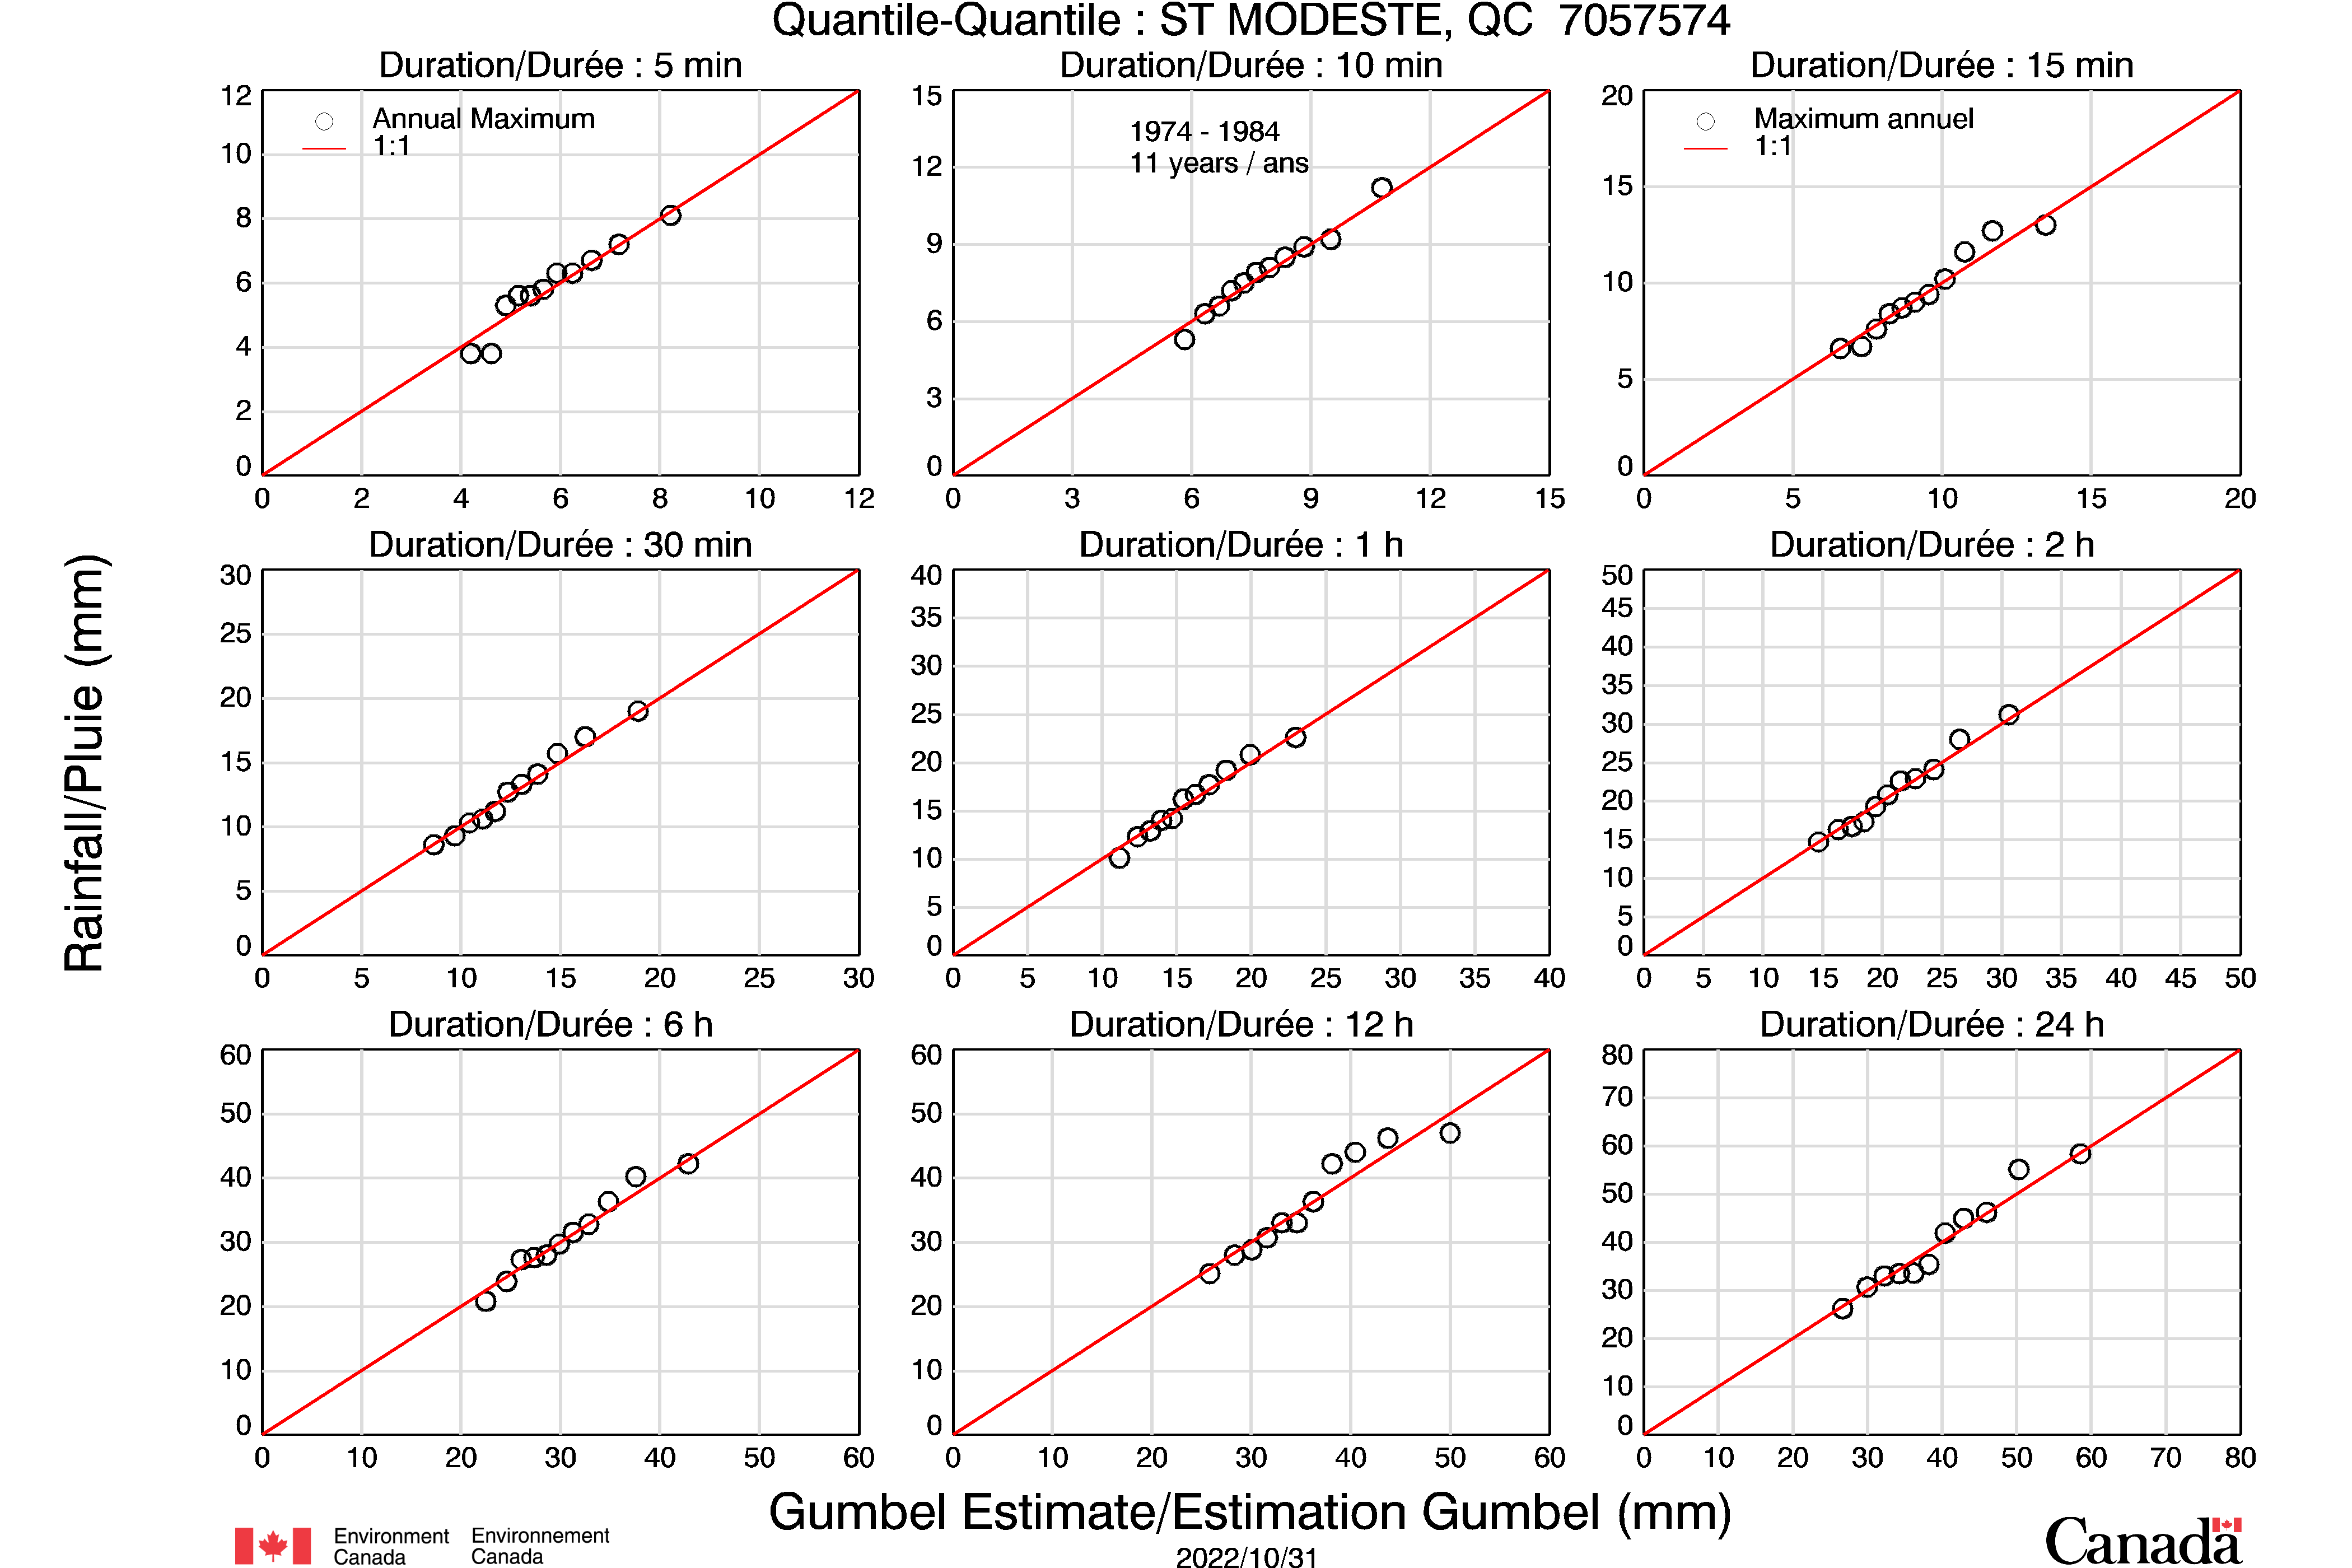 Quantile-Quantile : ST MODESTE, QC 7057574
Duration/Durée : 5 min
12
10
8
6
4
2
0
0 2 4 6 8 10 12
Annual Maximum
1:1
Duration/Durée : 10 min
15
12
9
6
3
0
0 3 6 9 12 15
1974 - 1984
11 years / ans
Duration/Durée : 15 min
20
15
10
5
0
0 5 10 15 20
Maximum annuel
1:1
Rainfall/Pluie (mm)
Duration/Durée : 30 min
30
25
20
15
10
5
0
0 5 10 15 20 25 30
Duration/Durée : 1 h
40
35
30
25
20
15
10
5
0
0 5 10 15 20 25 30 35 40
Duration/Durée : 2 h
50
45
40
35
30
25
20
15
10
5
0
0 5 10 15 20 25 30 35 40 45 50
Duration/Durée : 6 h
60
50
40
30
20
10
0
0 10 20 30 40 50 60
Duration/Durée : 12 h
60
50
40
30
20
10
0
0 10 20 30 40 50 60
Duration/Durée : 24 h
80
70
60
50
40
30
20
10
0
0 10 20 30 40 50 60 70 80
Gumbel Estimate/Estimation Gumbel (mm)
Environment Environnement
Canada Canada
2022/10/31
Canada